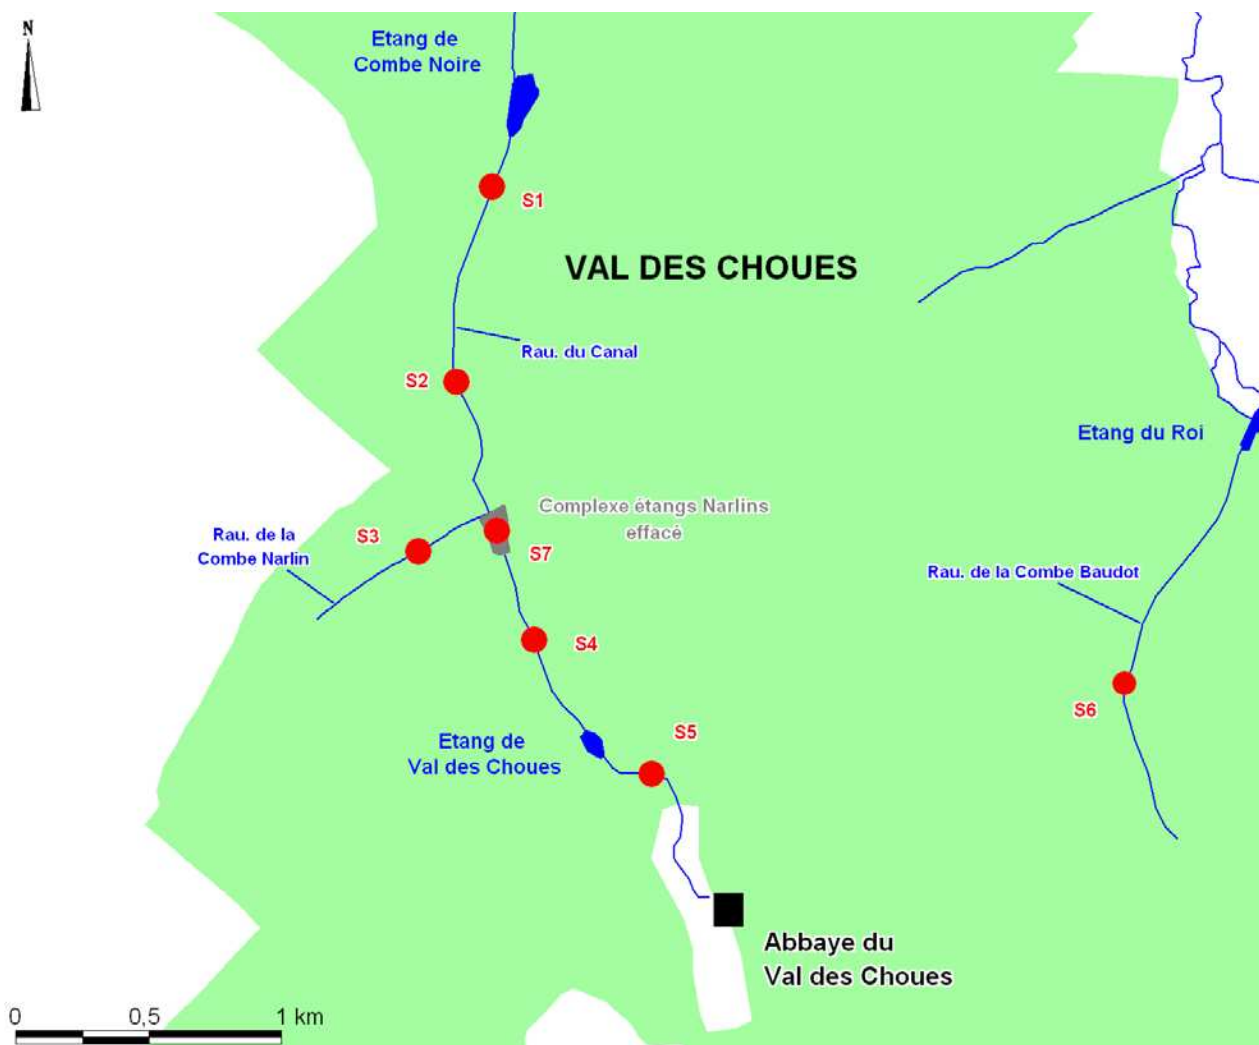 N
Etang de
Combe Noire
S1
VAL DES CHOUES
Rau. du Canal
S2
Etang du Roi
Complexe étangs Narlins
effacé
Rau. de la
Combe Narlin
S3
S7
Rau. de la Combe Baudot
S4
S6
S5
Etang de
Val des Choues
Abbaye du
Val des Choues
0 0,5 1 km